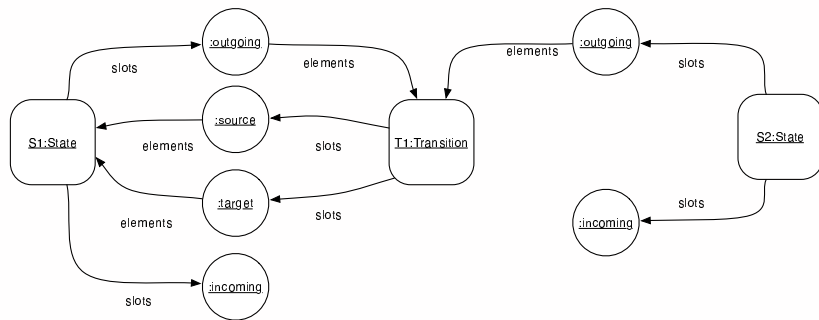 :outgoing
:outgoing
elements
elements
slots
slots
:source
S1:State
T1:Transition
S2:State
elements
slots
:target
slots
slots
elements
:incoming
:incoming
slots